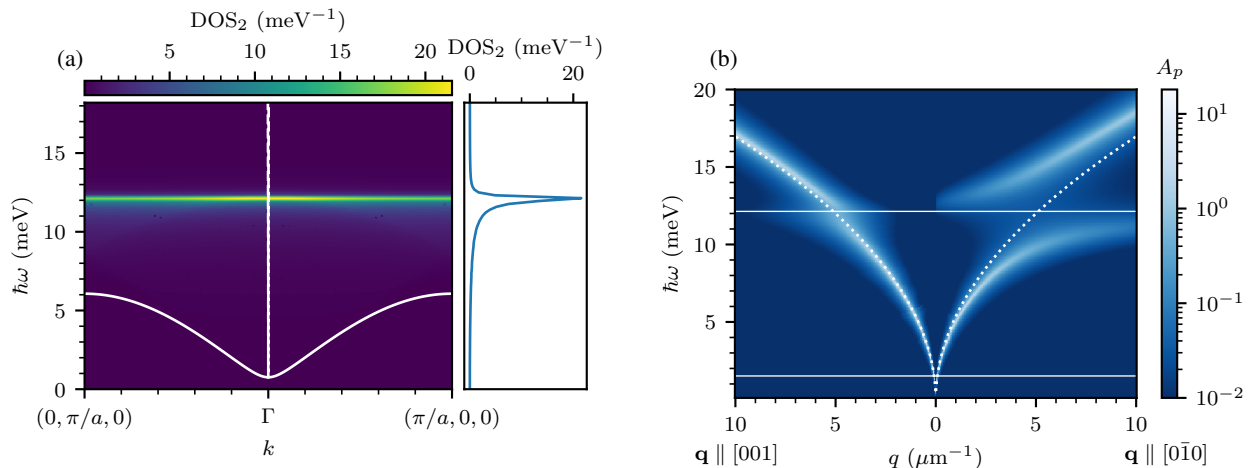 (a)
DOS₂ (meV⁻¹)
5 10 15 20
DOS₂ (meV⁻¹)
0 20
ℏω (meV)
15
10
5
0
(0, π/a, 0) Γ (π/a, 0, 0)
k
(b)
A_p
ℏω (meV)
20
15
10
5
10 5 0 5 10
q ∥ [001] q (μm⁻¹) q ∥ [01̄0]
10¹
10⁰
10⁻¹
10⁻²